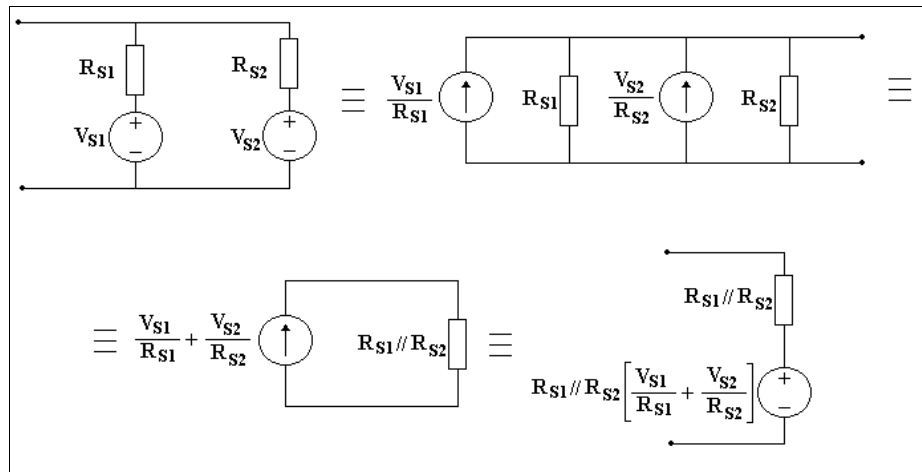 R_S1
R_S2
+
V_S1
−
+
V_S2
−
≡
V_S1/R_S1
R_S1
V_S2/R_S2
R_S2
≡
≡
V_S1/R_S1 + V_S2/R_S2
R_S1//R_S2
≡
R_S1//R_S2
R_S1//R_S2 [V_S1/R_S1 + V_S2/R_S2]
+
−